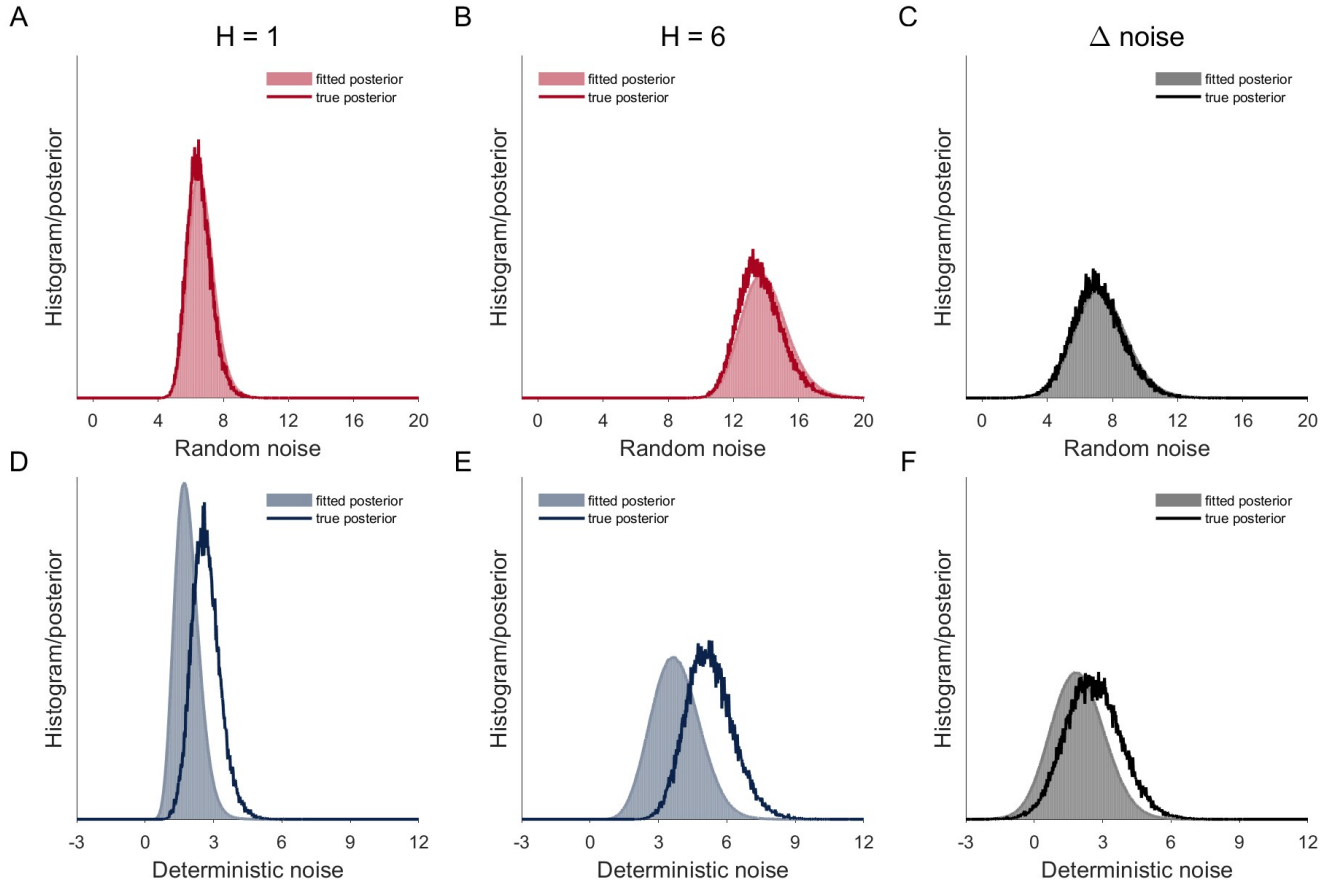 A
H = 1
fitted posterior
true posterior
Histogram/posterior
0 4 8 12 16 20
Random noise
B
H = 6
fitted posterior
true posterior
Histogram/posterior
0 4 8 12 16 20
Random noise
C
Δ noise
fitted posterior
true posterior
Histogram/posterior
0 4 8 12 16 20
Random noise
D
fitted posterior
true posterior
Histogram/posterior
-3 0 3 6 9 12
Deterministic noise
E
fitted posterior
true posterior
Histogram/posterior
-3 0 3 6 9 12
Deterministic noise
F
fitted posterior
true posterior
Histogram/posterior
-3 0 3 6 9 12
Deterministic noise